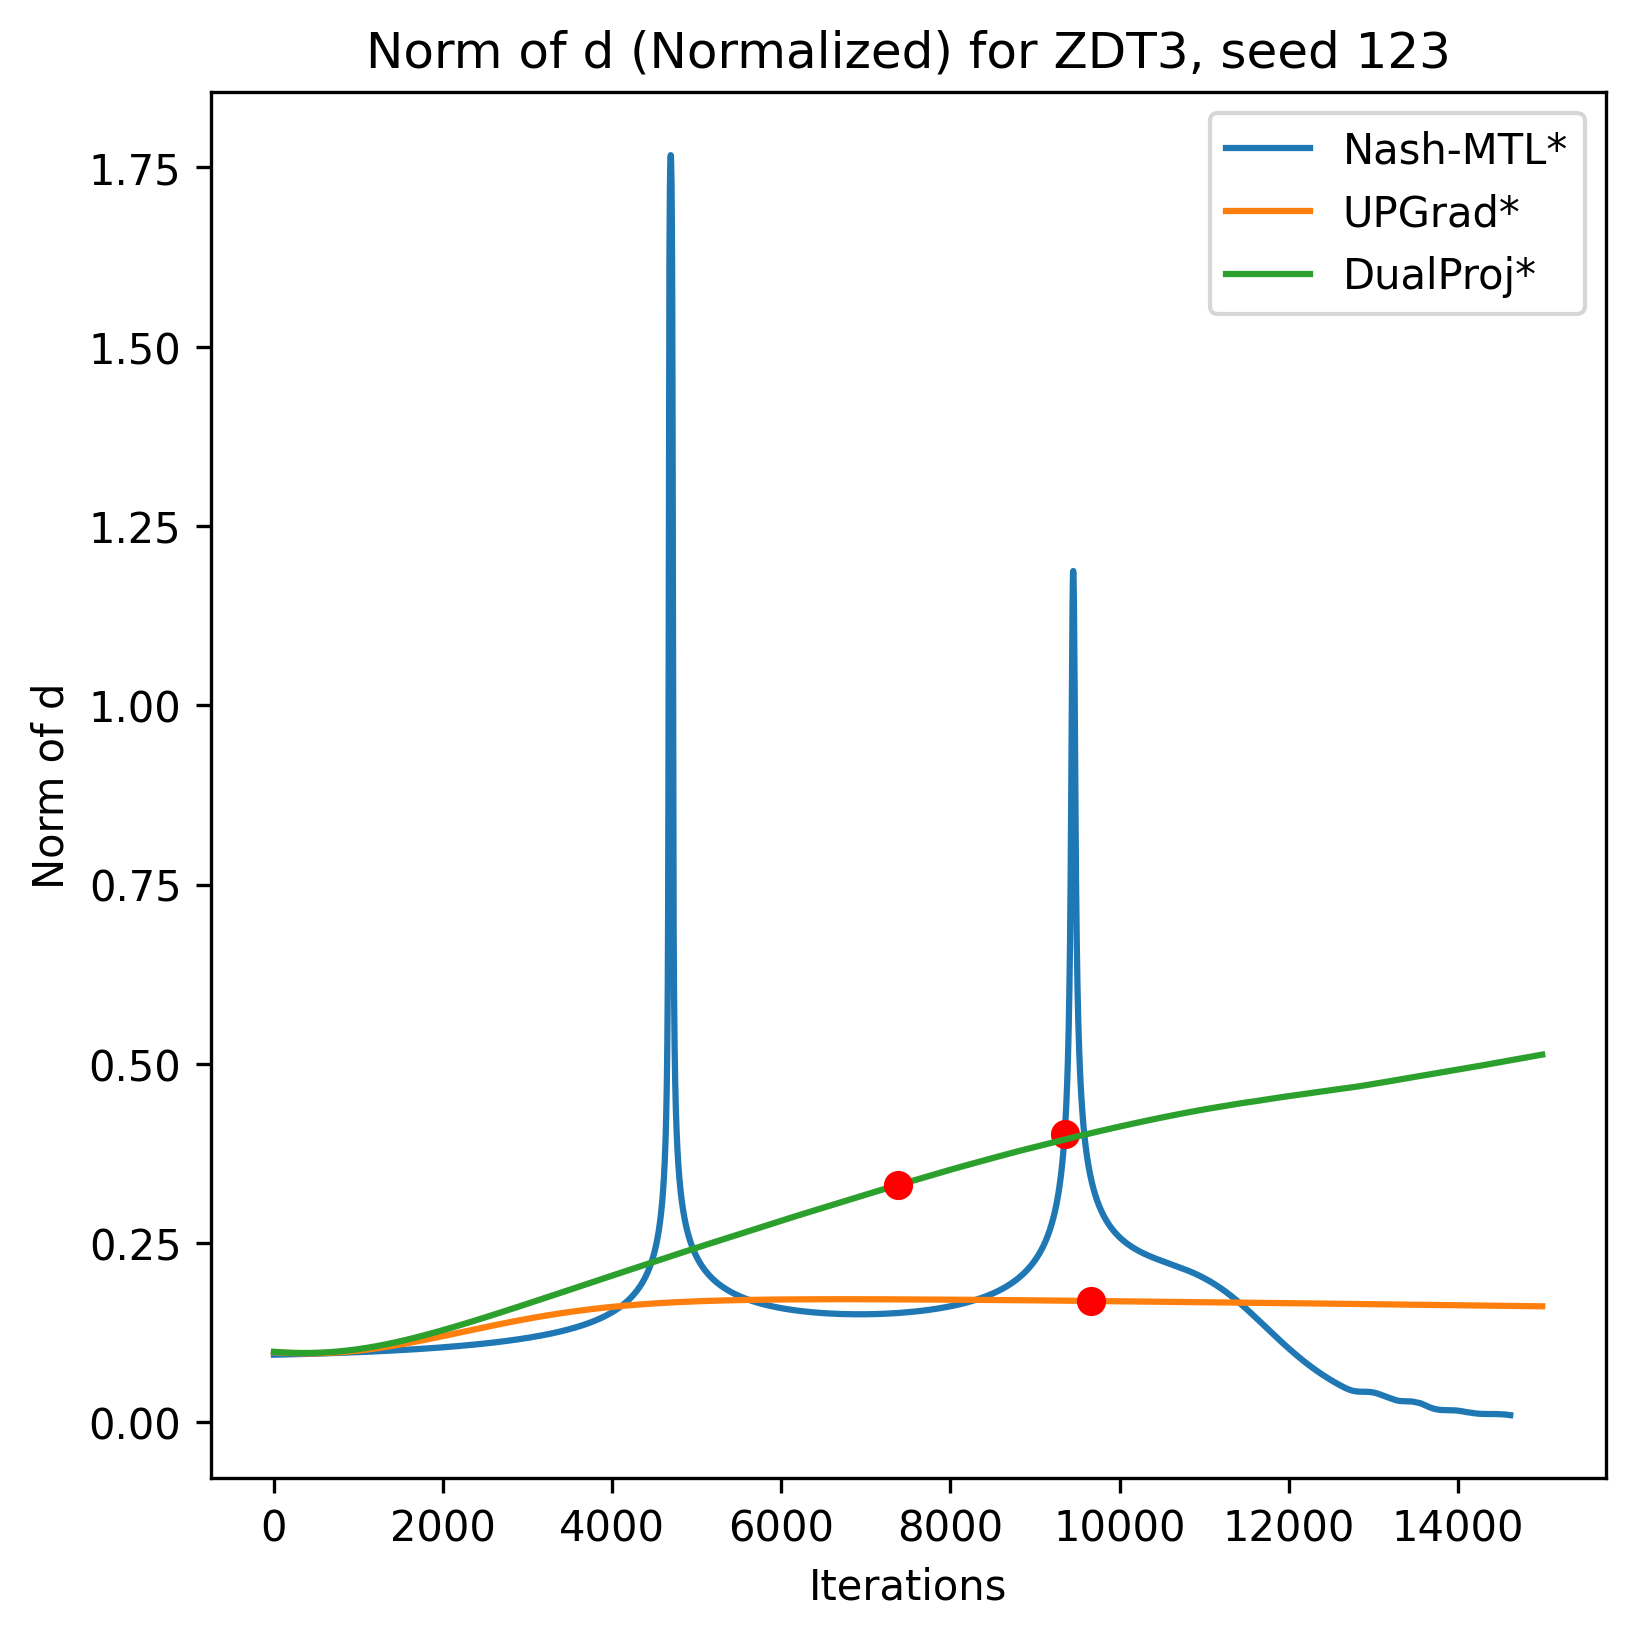 Norm of d (Normalized) for ZDT3, seed 123
Nash-MTL*
UPGrad*
DualProj*
1.75
1.50
1.25
1.00
0.75
0.50
0.25
0.00
Norm of d
0 2000 4000 6000 8000 10000 12000 14000
Iterations